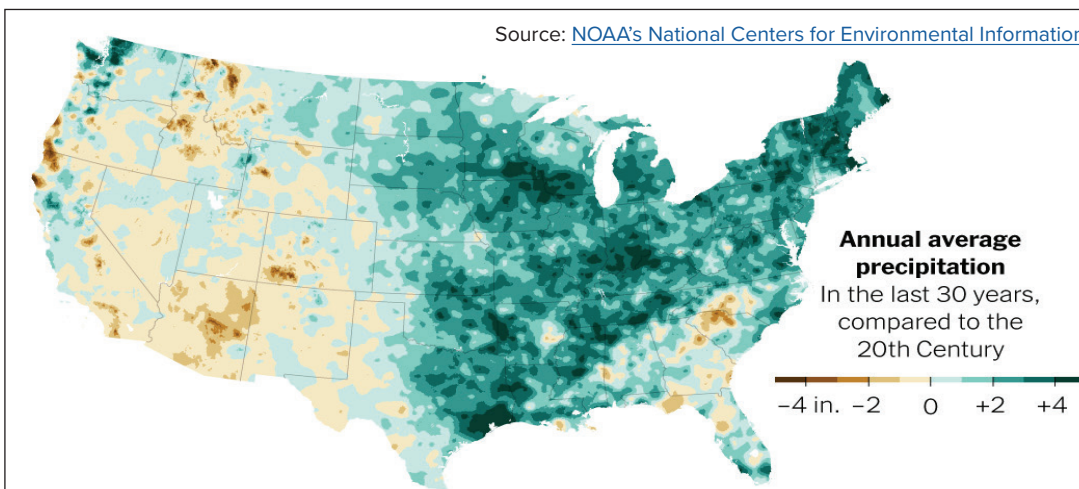 Source: NOAA's National Centers for Environmental Information
Annual average
precipitation
In the last 30 years,
compared to the
20th Century
−4 in. −2 0 +2 +4